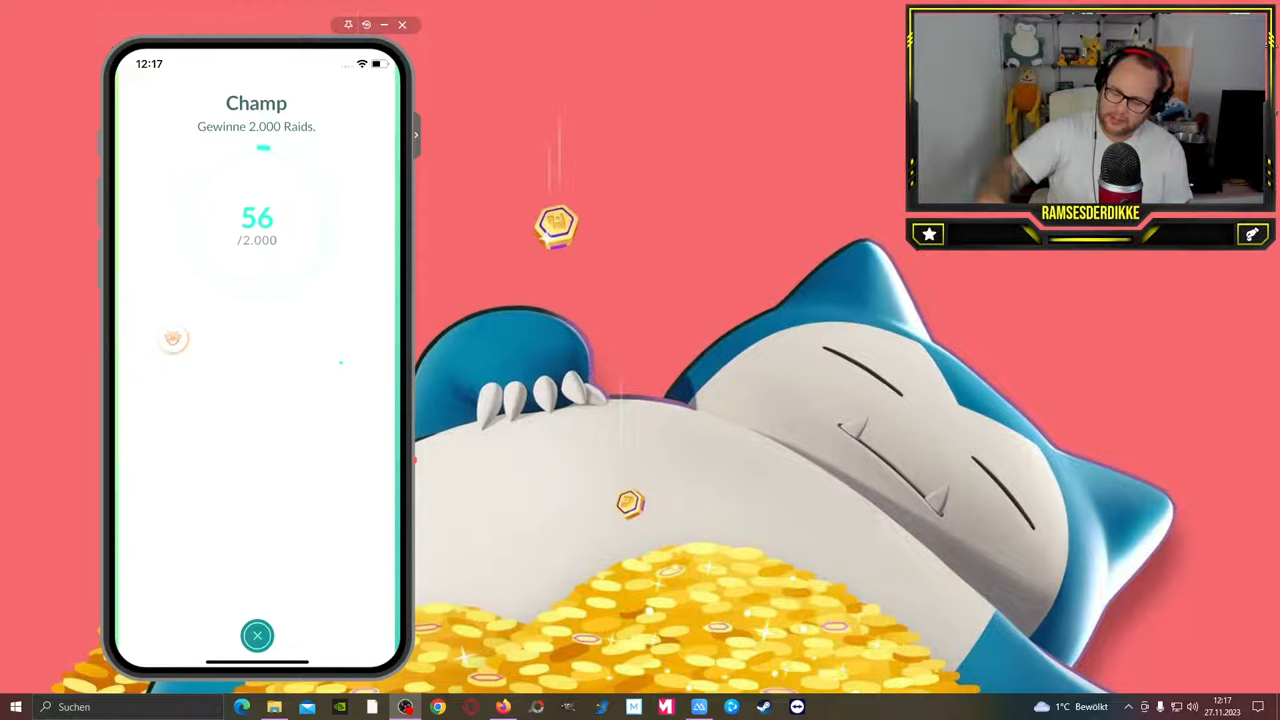 12:17
Champ
Gewinne 2.000 Raids.
56
/2.000
RAMSESDERDIKKE
Suchen
1°C Bewölkt
12:17
27.11.2023